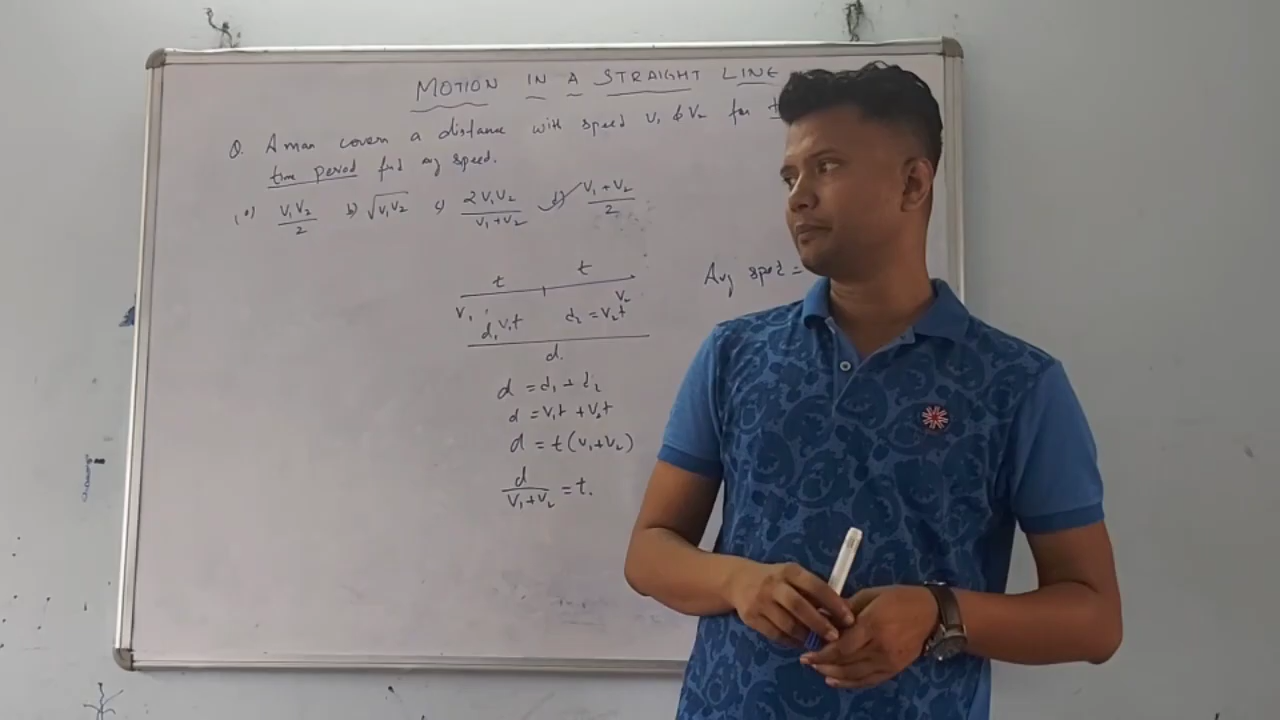 MOTION IN A STRAIGHT LINE
Q. A man covers a distance with speed V₁ & V₂ for t
time period find avg speed.
(a) V₁V₂/2 b) √V₁V₂ c) 2V₁V₂/V₁+V₂ d) V₁+V₂/2
t t
Avg sped =
V₁ V₂
d₁ V₁t d₂ = V₂t
d.
d = d₁ + d₂
d = V₁t + V₂t
d = t(V₁+V₂)
d/V₁+V₂ = t.